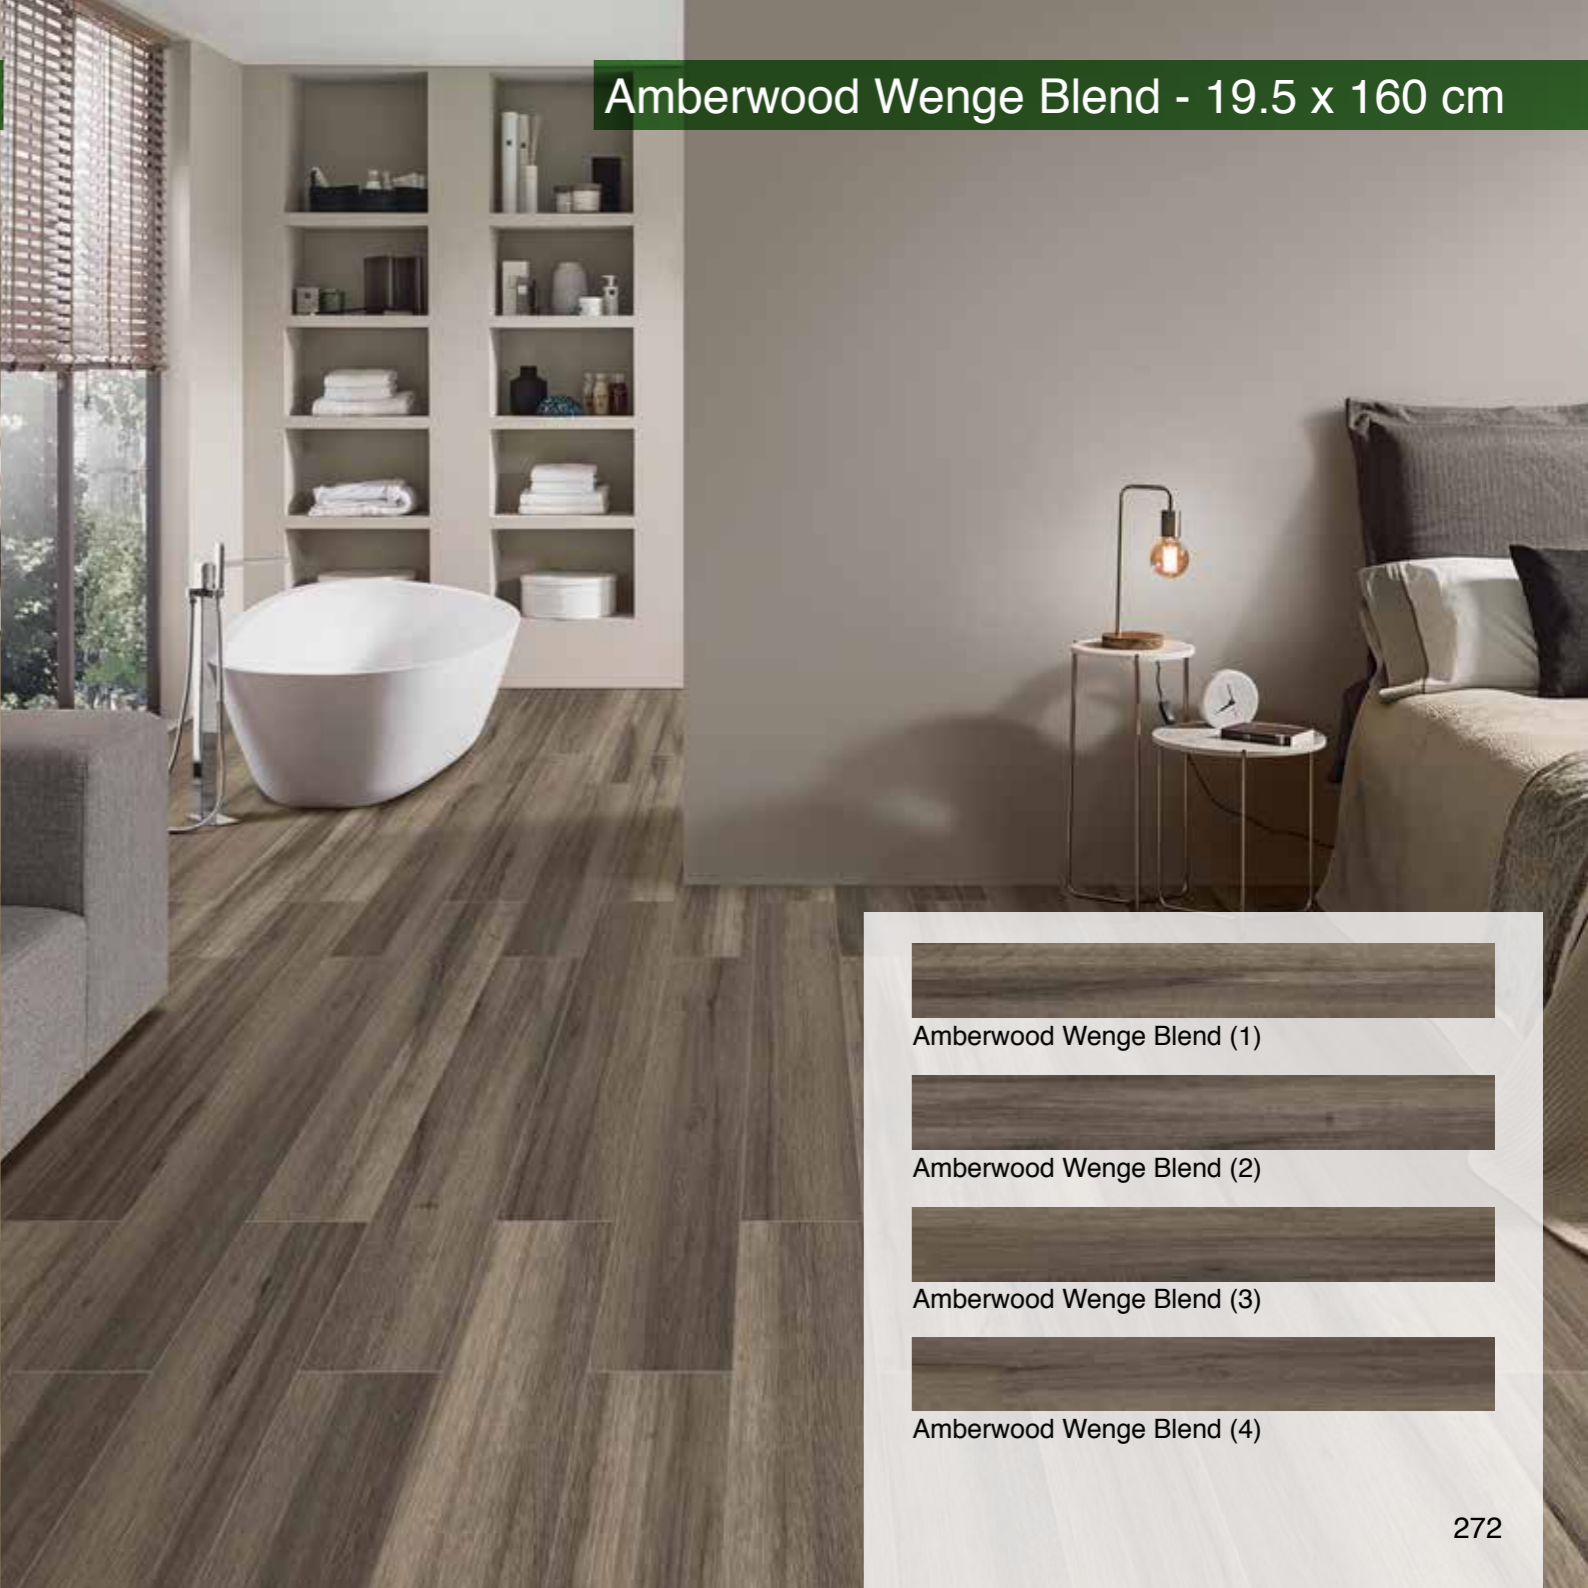 Amberwood Wenge Blend - 19.5 x 160 cm
Amberwood Wenge Blend (1)
Amberwood Wenge Blend (2)
Amberwood Wenge Blend (3)
Amberwood Wenge Blend (4)
272